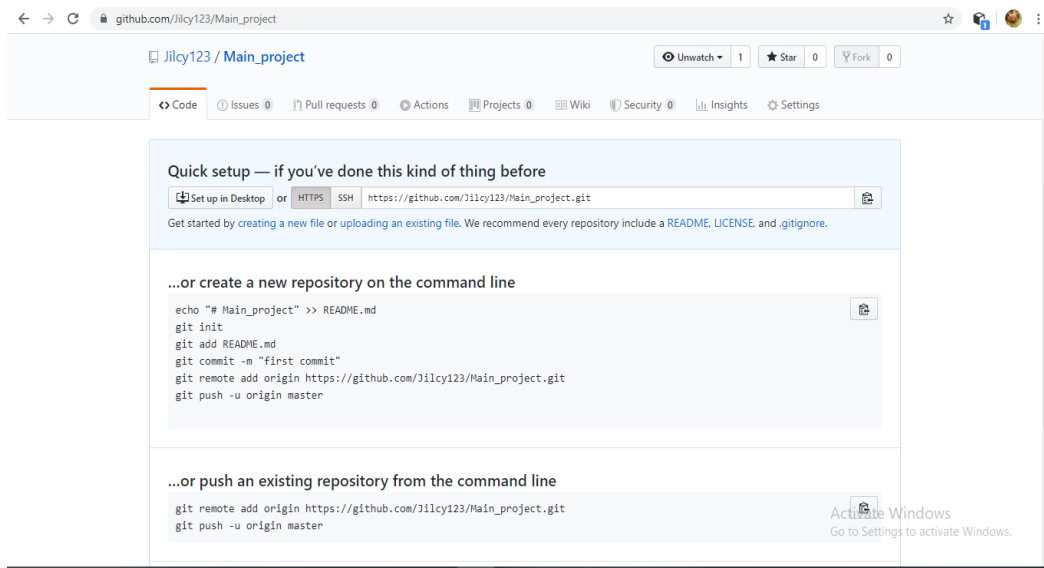 github.com/Jilcy123/Main_project
Jilcy123 / Main_project
Unwatch 1 Star 0 Fork 0
Code Issues 0 Pull requests 0 Actions Projects 0 Wiki Security 0 Insights Settings
Quick setup — if you've done this kind of thing before
Set up in Desktop or HTTPS SSH https://github.com/Jilcy123/Main_project.git
Get started by creating a new file or uploading an existing file. We recommend every repository include a README, LICENSE, and .gitignore.
…or create a new repository on the command line
echo "# Main_project" >> README.md
git init
git add README.md
git commit -m "first commit"
git remote add origin https://github.com/Jilcy123/Main_project.git
git push -u origin master
…or push an existing repository from the command line
git remote add origin https://github.com/Jilcy123/Main_project.git
git push -u origin master
Activate Windows
Go to Settings to activate Windows.